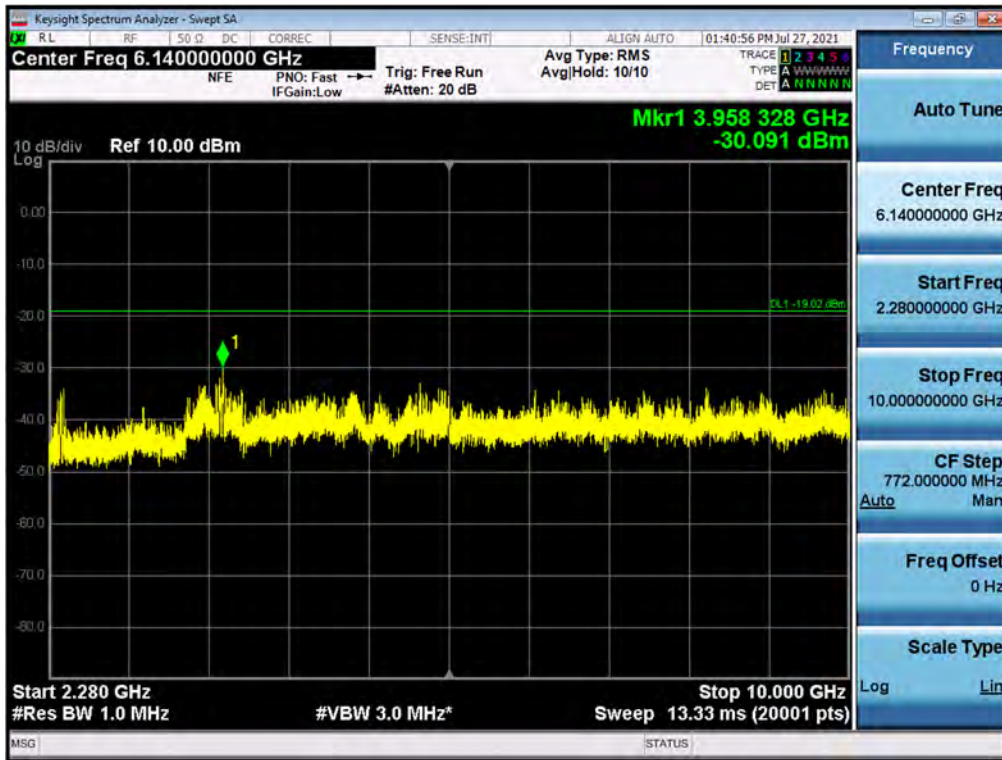 Keysight Spectrum Analyzer - Swept SA
RL RF 50 Ω DC CORREC SENSE:INT ALIGN AUTO 01:40:56 PM Jul 27, 2021
Center Freq 6.140000000 GHz
NFE PNO: Fast Trig: Free Run Avg Type: RMS TRACE 1 2 3 4 5 6
IFGain:Low #Atten: 20 dB Avg|Hold: 10/10 TYPE A WWWWW
DET A N N N N N
Mkr1 3.958 328 GHz
-30.091 dBm
10 dB/div Ref 10.00 dBm
Log
0.00
-10.0
DL1 -19.02 dBm
-20.0
1
-30.0
-40.0
-50.0
-60.0
-70.0
-80.0
Start 2.280 GHz Stop 10.000 GHz
#Res BW 1.0 MHz #VBW 3.0 MHz* Sweep 13.33 ms (20001 pts)
MSG STATUS
Frequency
Auto Tune
Center Freq
6.140000000 GHz
Start Freq
2.280000000 GHz
Stop Freq
10.000000000 GHz
CF Step
772.000000 MHz
Auto Man
Freq Offset
0 Hz
Scale Type
Log Lin